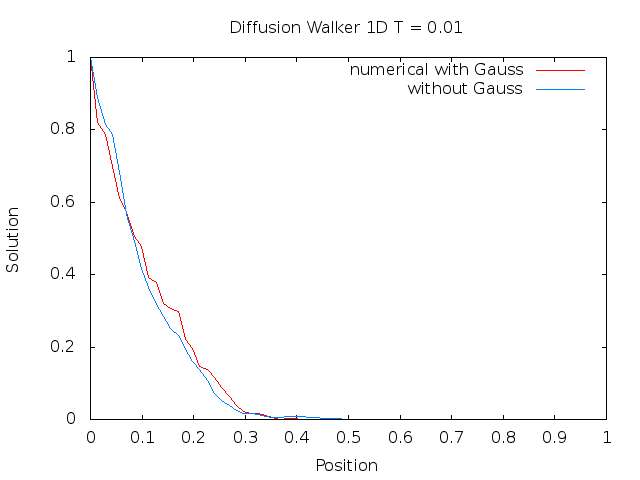 Diffusion Walker 1D T = 0.01
numerical with Gauss
without Gauss
1
0.8
0.6
0.4
0.2
0
Solution
0 0.1 0.2 0.3 0.4 0.5 0.6 0.7 0.8 0.9 1
Position